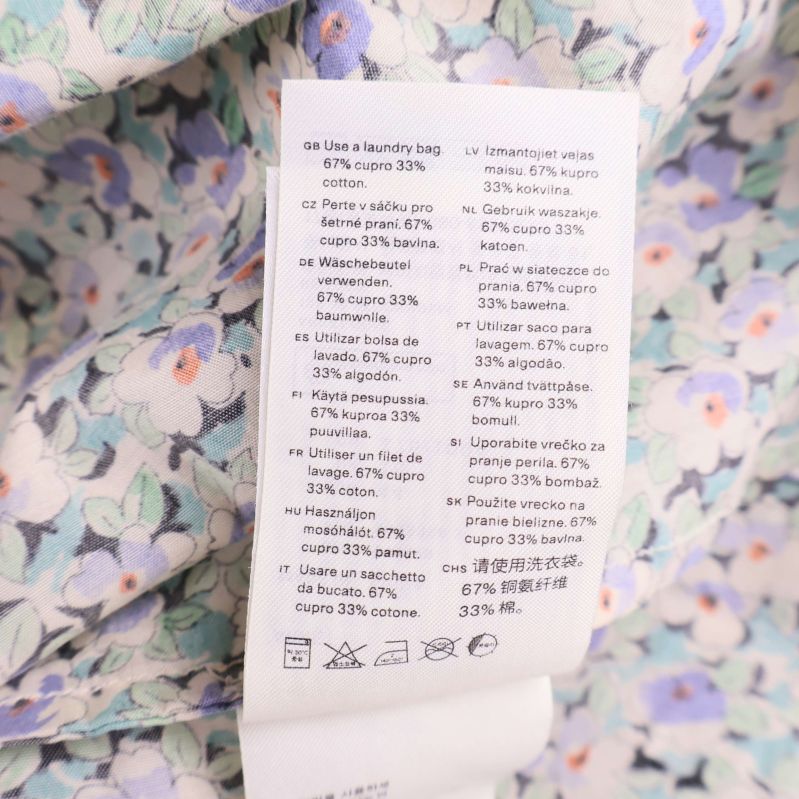 GB Use a laundry bag.
67% cupro 33%
cotton.
CZ Perte v sáčku pro
šetrné praní. 67%
cupro 33% bavlna.
DE Wäschebeutel
verwenden.
67% cupro 33%
baumwolle.
ES Utilizar bolsa de
lavado. 67% cupro
33% algodón.
FI Käytä pesupussia.
67% kuproa 33%
puuvillaa.
FR Utiliser un filet de
lavage. 67% cupro
33% coton.
HU Használjon
mosóhálót. 67%
cupro 33% pamut.
IT Usare un sacchetto
da bucato. 67%
cupro 33% cotone.
LV Izmantojiet veļas
maisu. 67% kupro
33% kokvilna.
NL Gebruik waszakje.
67% cupro 33%
katoen.
PL Prać w siateczce do
prania. 67% cupro
33% bawełna.
PT Utilizar saco para
lavagem. 67% cupro
33% algodão.
SE Använd tvättpåse.
67% kupro 33%
bomull.
SI Uporabite vrečko za
pranje perila. 67%
cupro 33% bombaž.
SK Použite vrecko na
pranie bielizne. 67%
cupro 33% bavlna.
CHS 请使用洗衣袋。
67% 铜氨纤维
33% 棉。